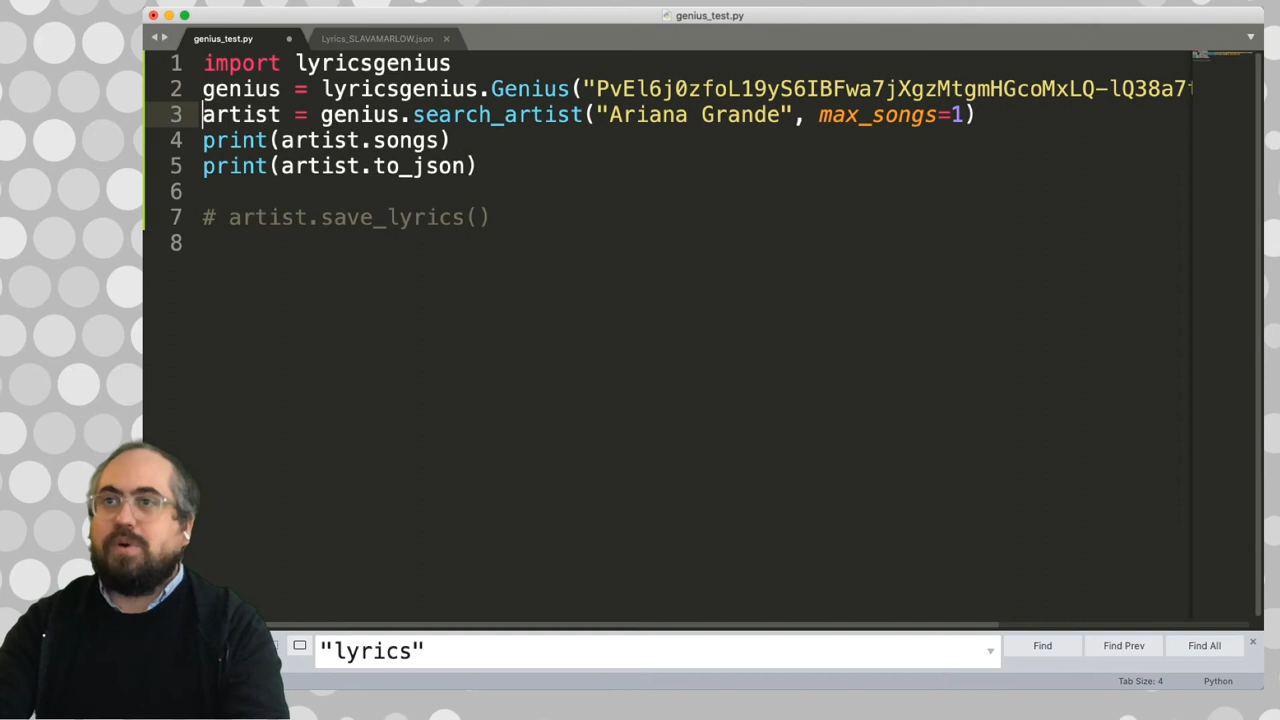 genius_test.py
genius_test.py
Lyrics_SLAVAMARLOW.json
1 import lyricsgenius
2 genius = lyricsgenius.Genius("PvEl6j0zfoL19yS6IBFwa7jXgzMtgmHGcoMxLQ-lQ38a7
3 artist = genius.search_artist("Ariana Grande", max_songs=1)
4 print(artist.songs)
5 print(artist.to_json)
6
7 # artist.save_lyrics()
8
"lyrics"
Find
Find Prev
Find All
Tab Size: 4
Python